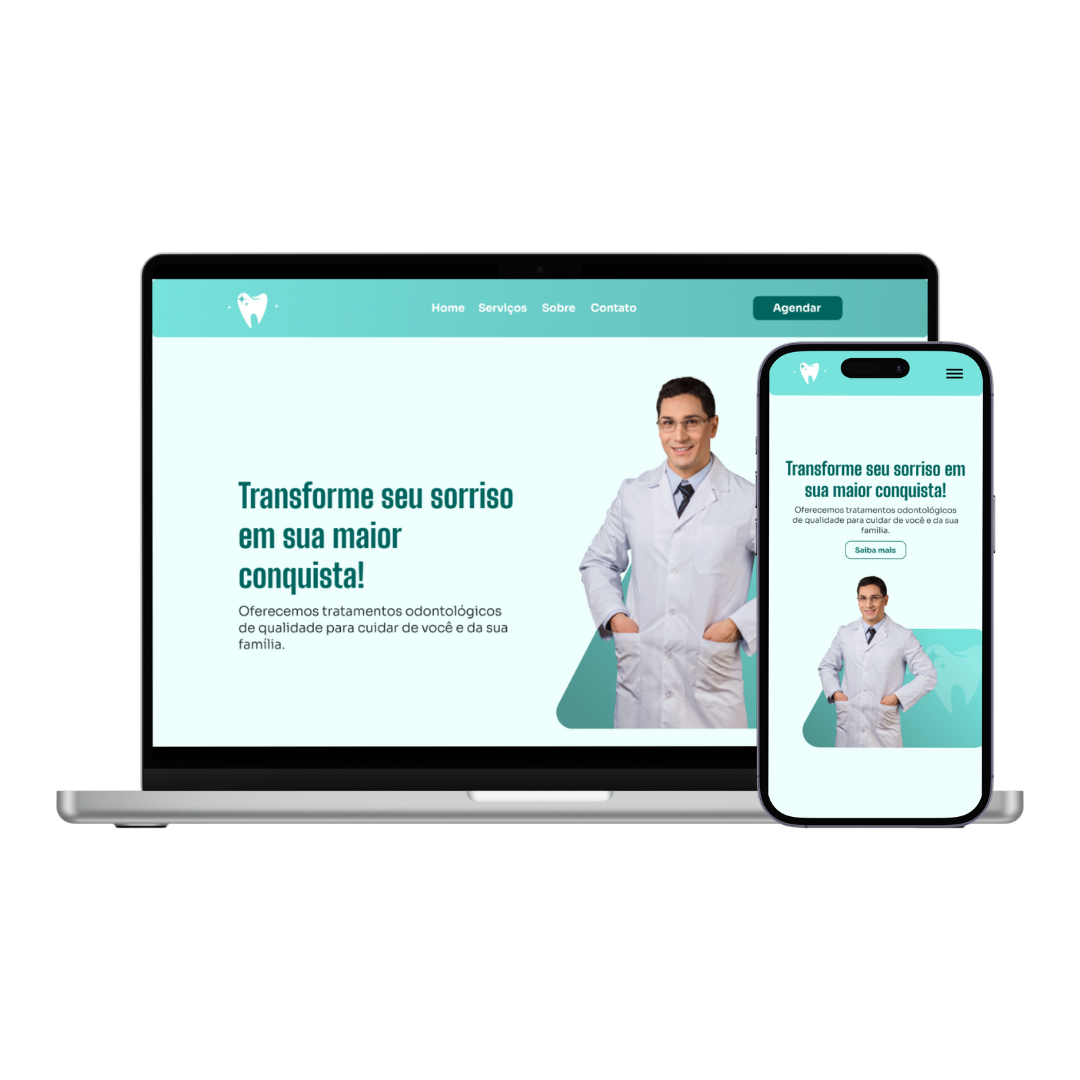 Home Serviços Sobre Contato
Agendar
Transforme seu sorriso
em sua maior
conquista!
Oferecemos tratamentos odontológicos
de qualidade para cuidar de você e da sua
família.
Transforme seu sorriso em
sua maior conquista!
Oferecemos tratamentos odontológicos
de qualidade para cuidar de você e da sua
família.
Saiba mais